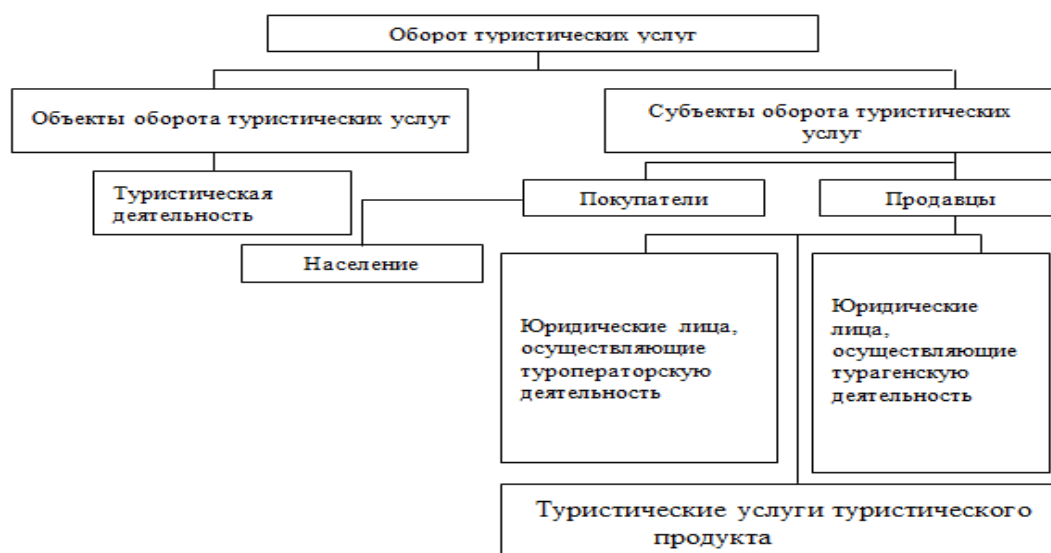 Оборот туристических услуг
Объекты оборота туристических услуг
Субъекты оборота туристических
услуг
Туристическая
деятельность
Покупатели
Продавцы
Население
Юридические лица,
осуществляющие
туроператорскую
деятельность
Юридические
лица,
осуществляющие
турагенскую
деятельность
Туристические услуги туристического
продукта